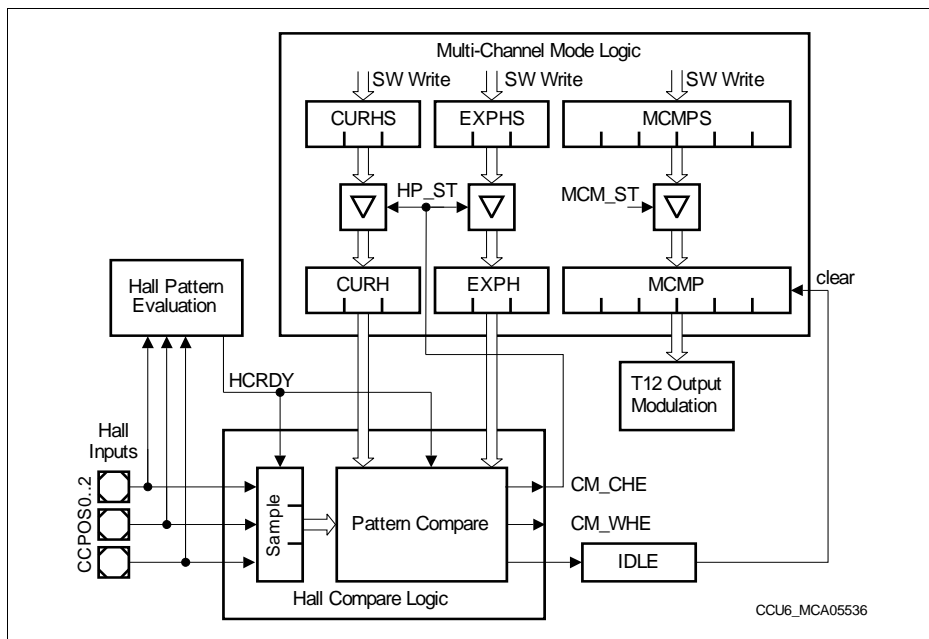 Multi-Channel Mode Logic
SW Write
SW Write
SW Write
CURHS
EXPHS
MCMPS
HP_ST
MCM_ST
CURH
EXPH
MCMP
clear
Hall Pattern
Evaluation
HCRDY
T12 Output
Modulation
Hall
Inputs
CCPOS0..2
Sample
Pattern Compare
CM_CHE
CM_WHE
IDLE
Hall Compare Logic
CCU6_MCA05536